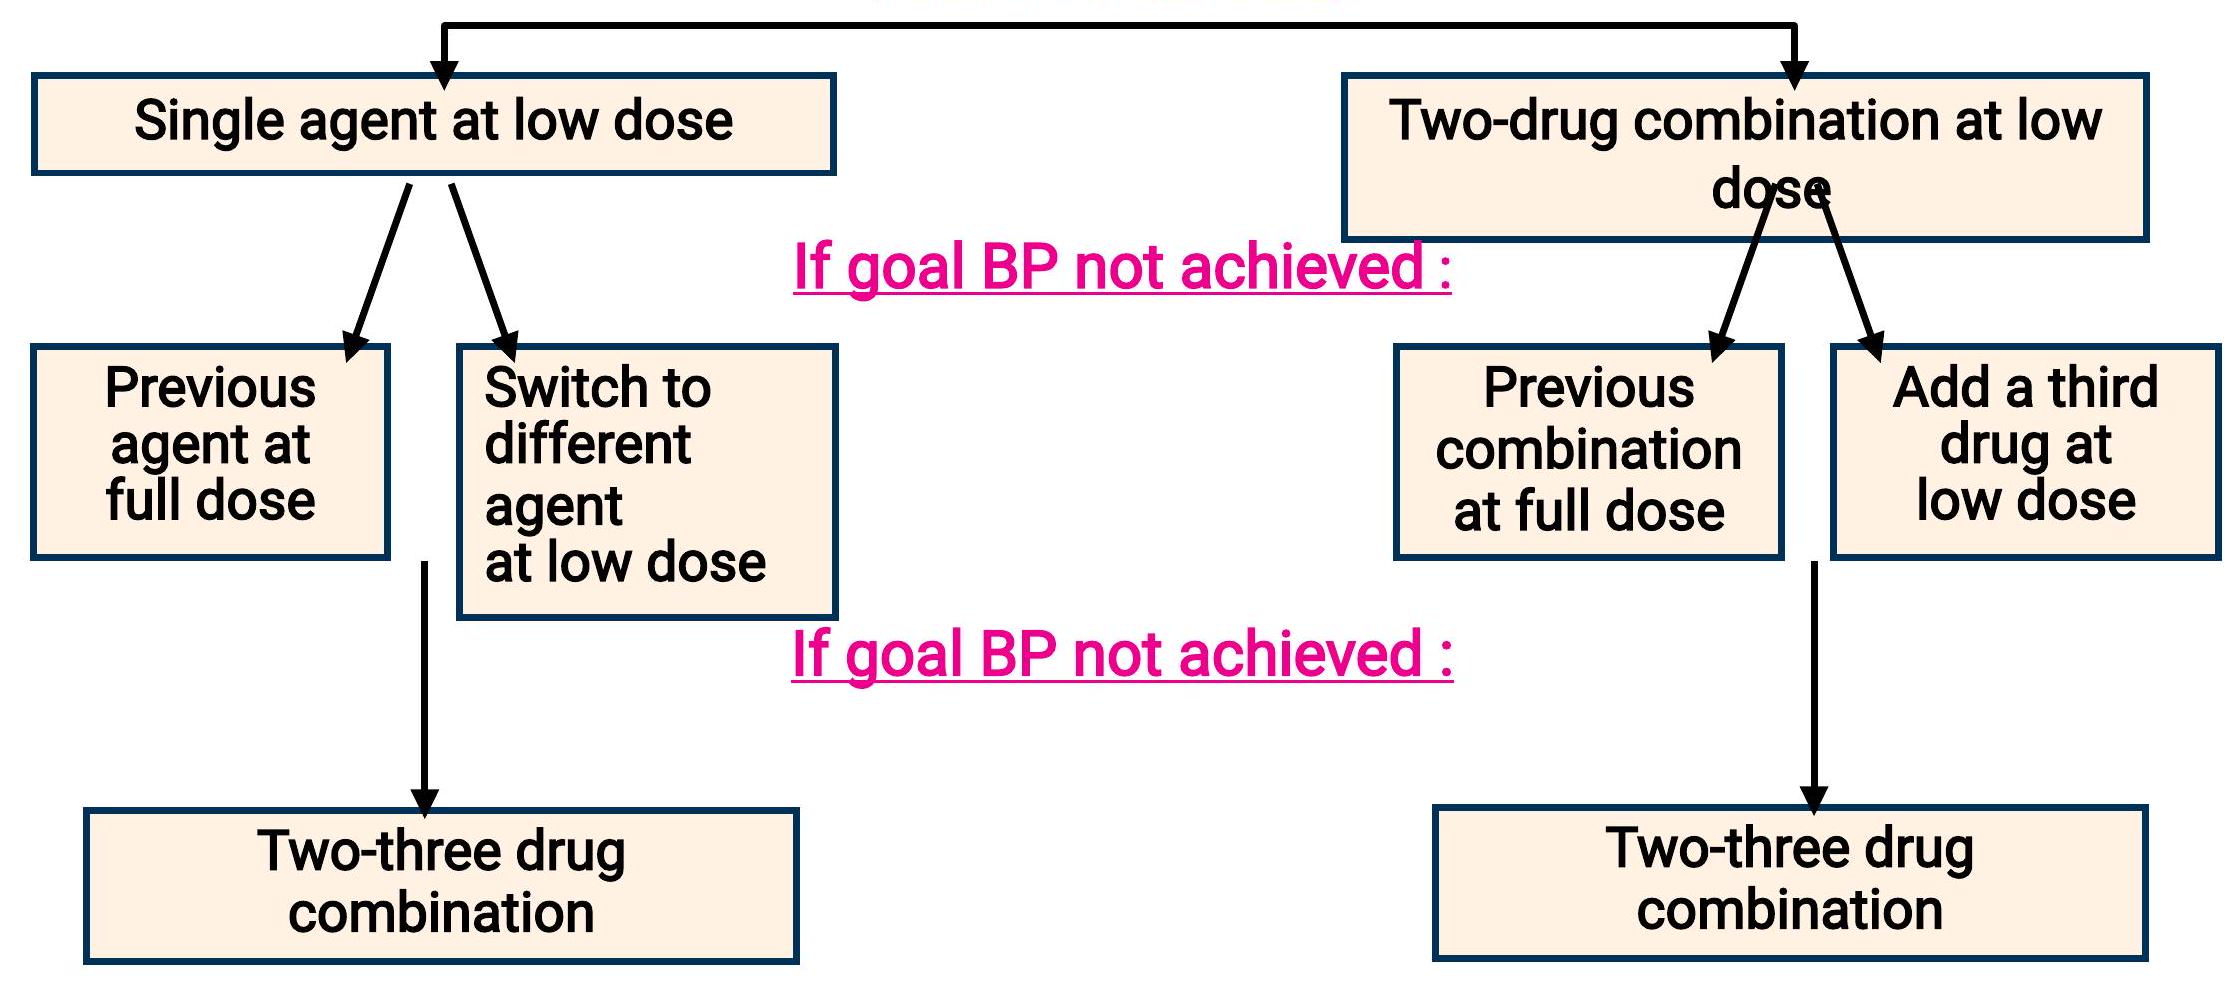 Single agent at low dose
Two-drug combination at low
dose
If goal BP not achieved :
Previous
agent at
full dose
Switch to
different
agent
at low dose
Previous
combination
at full dose
Add a third
drug at
low dose
If goal BP not achieved :
Two-three drug
combination
Two-three drug
combination